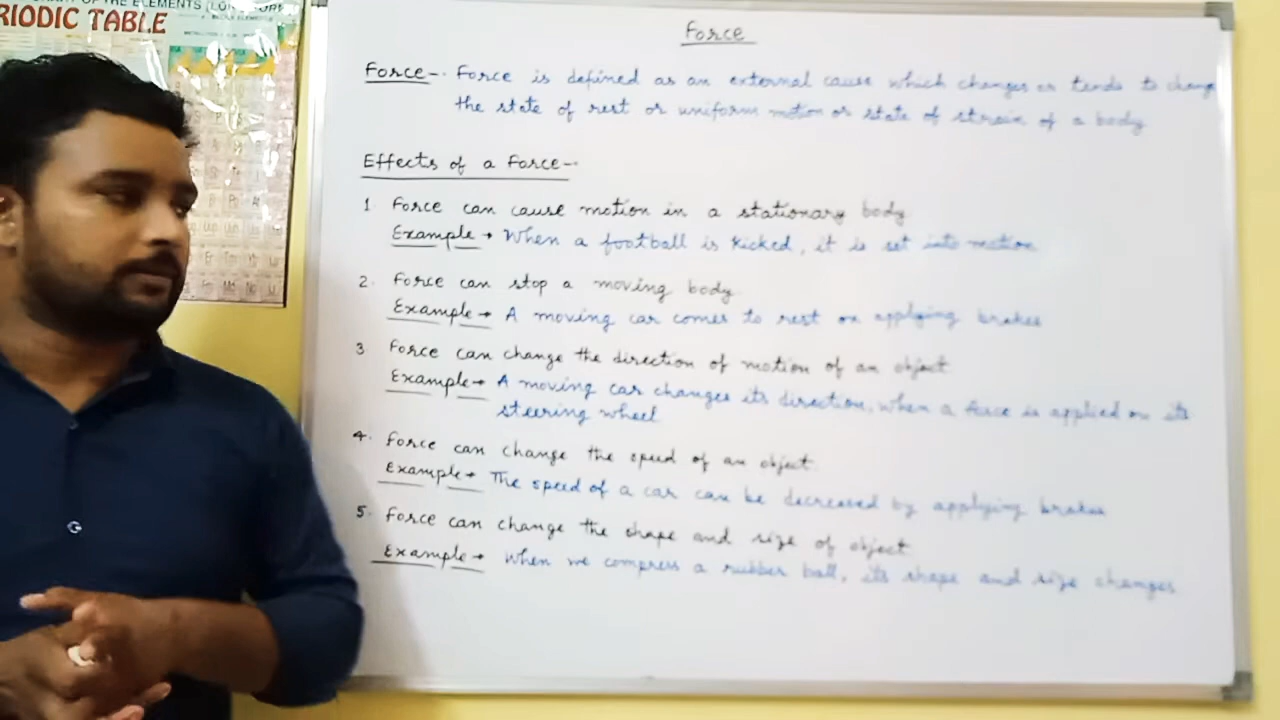 OF THE ELEMENTS (LONG FORM)
RIODIC TABLE
Force
Force-. Force is defined as an external cause which changes or tends to change
the state of rest or uniform motion or state of strain of a body
Effects of a Force-.
1 Force can cause motion in a stationary body
Example → When a football is kicked, it is set into motion
2. Force can stop a moving body
Example → A moving car comes to rest on applying brakes
3 Force can change the direction of motion of an object
Example → A moving car changes its direction, when a force is applied on its
steering wheel
4. Force can change the speed of an object
Example → The speed of a car can be decreased by applying brakes
5. Force can change the shape and size of object
Example → When we compress a rubber ball, its shape and size changes